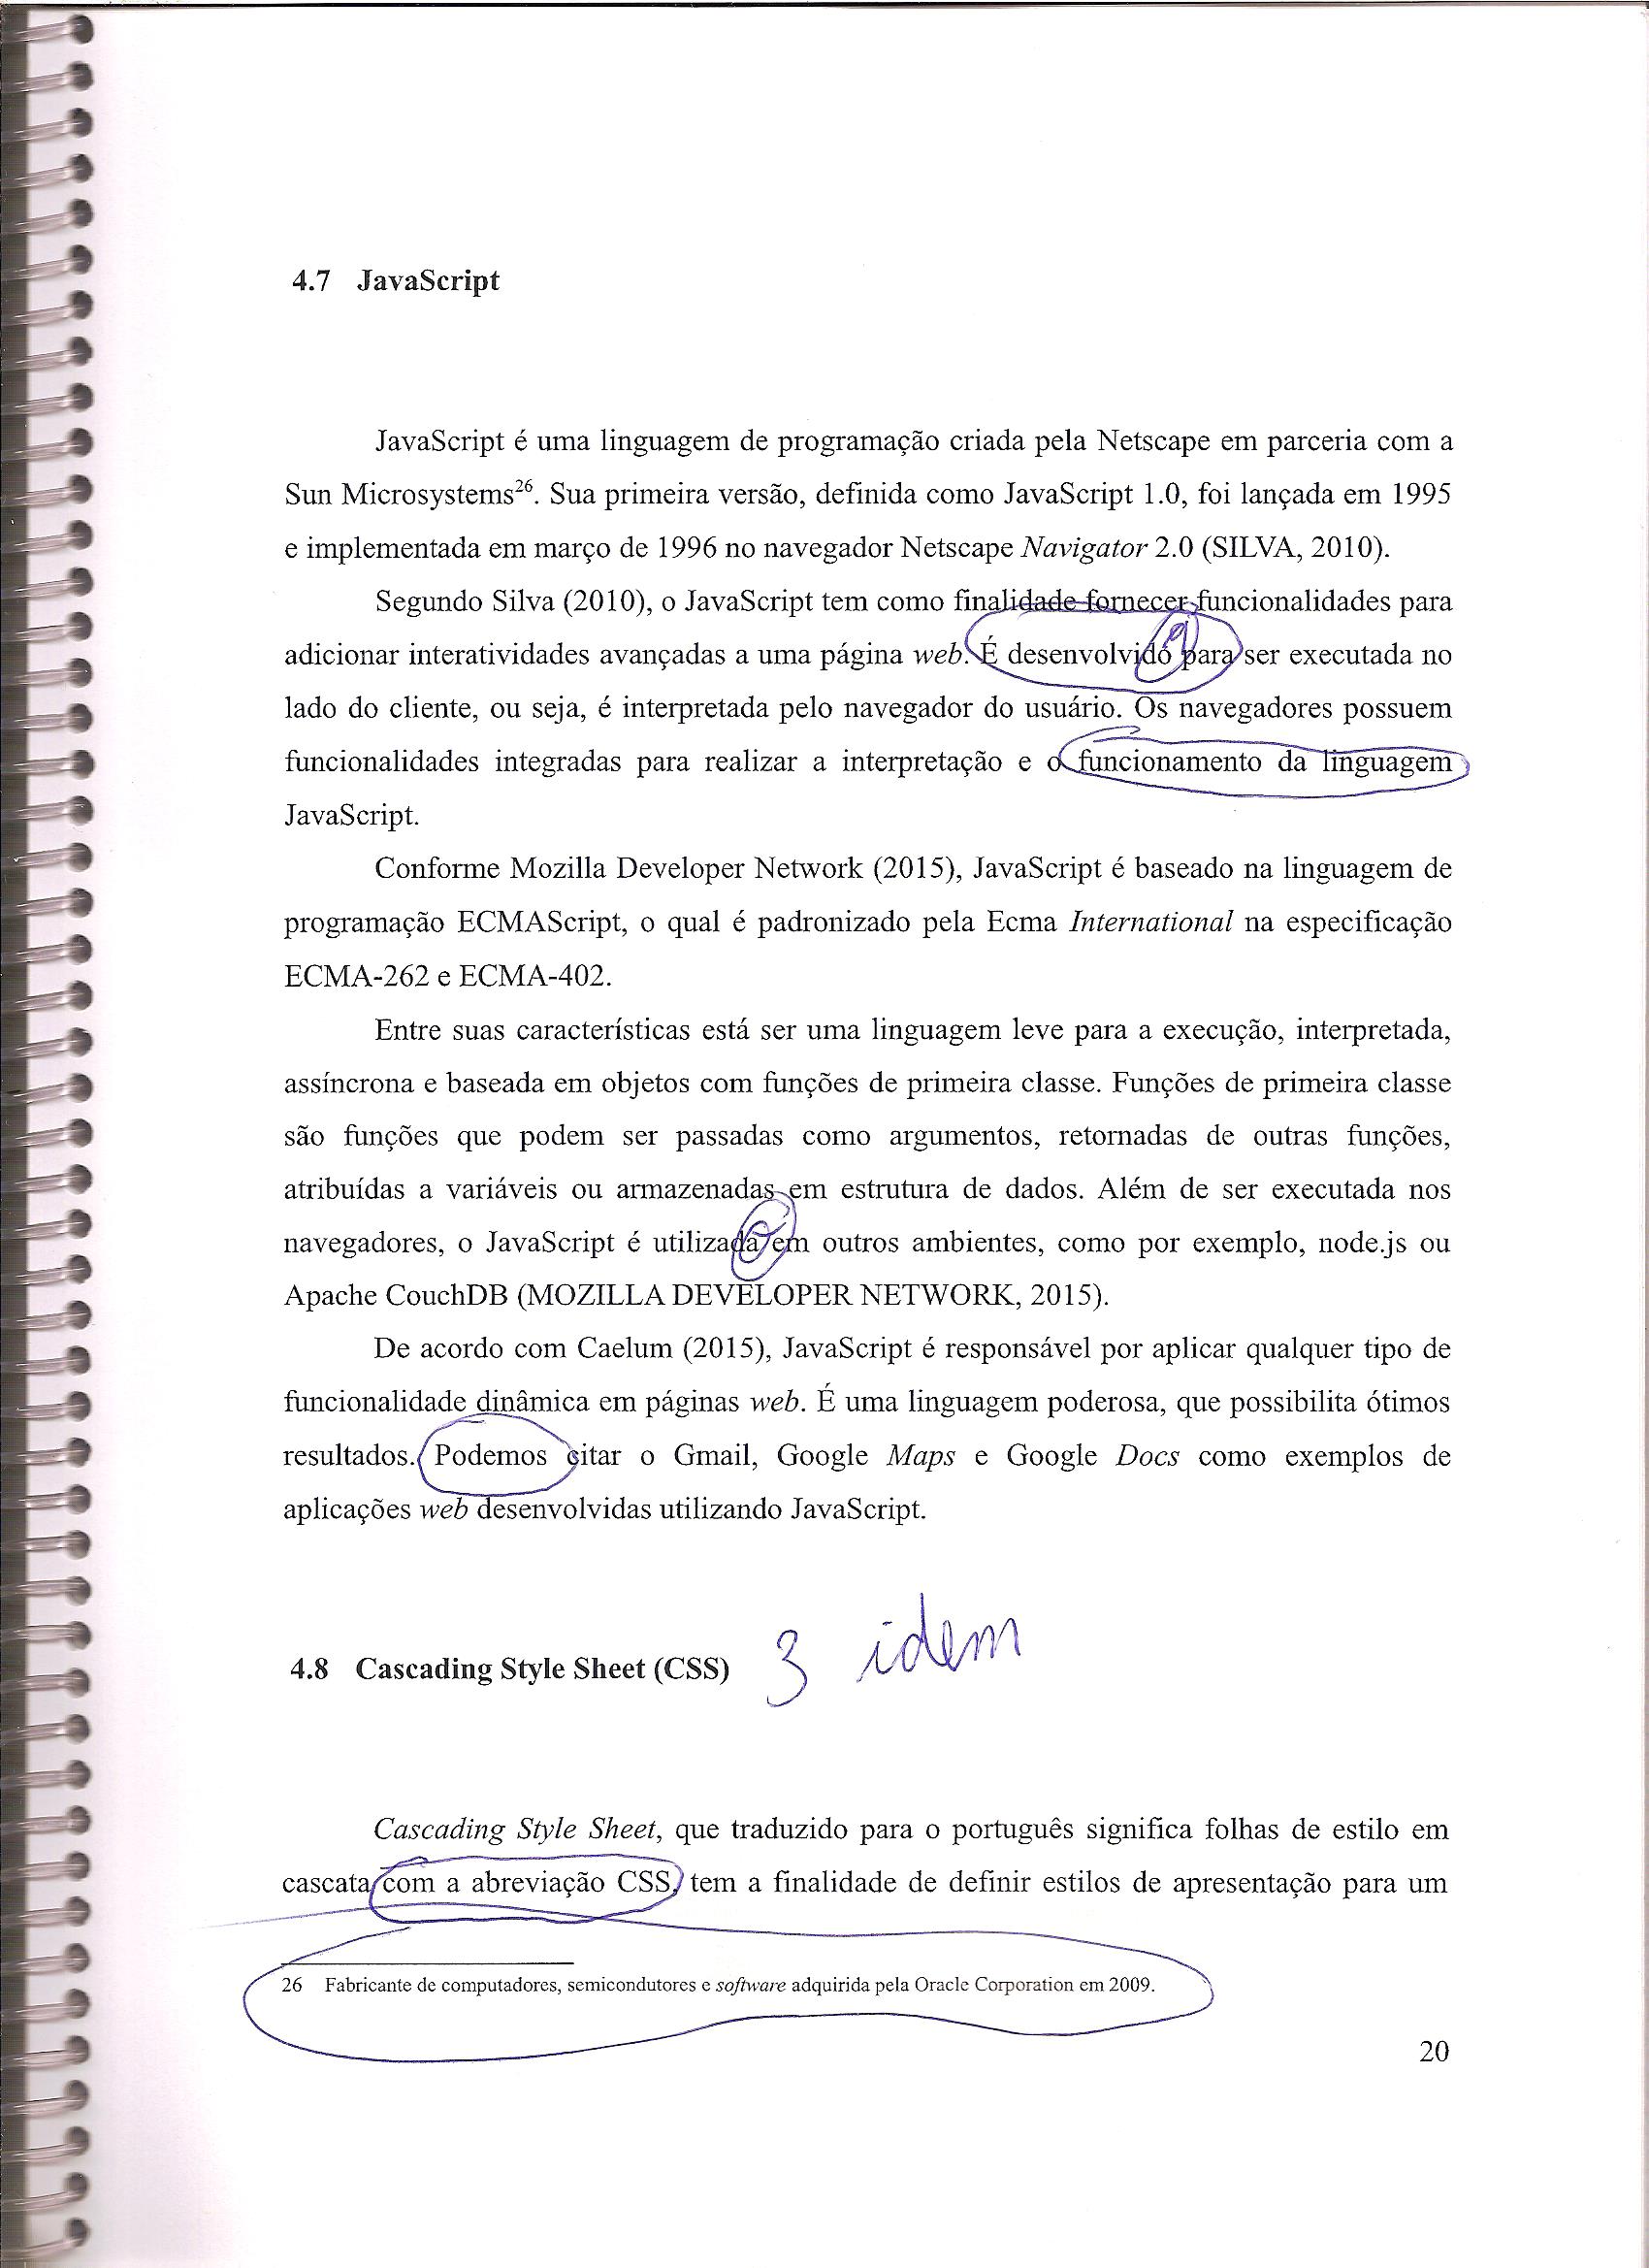 4.7 JavaScript
JavaScript é uma linguagem de programação criada pela Netscape em parceria com a
Sun Microsystems26. Sua primeira versão, definida como JavaScript 1.0, foi lançada em 1995
e implementada em março de 1996 no navegador Netscape Navigator 2.0 (SILVA, 2010).
Segundo Silva (2010), o JavaScript tem como finalidade fornecer funcionalidades para
adicionar interatividades avançadas a uma página web. É desenvolvido para ser executada no
a
lado do cliente, ou seja, é interpretada pelo navegador do usuário. Os navegadores possuem
funcionalidades integradas para realizar a interpretação e o funcionamento da linguagem
JavaScript.
Conforme Mozilla Developer Network (2015), JavaScript é baseado na linguagem de
programação ECMAScript, o qual é padronizado pela Ecma International na especificação
ECMA-262 e ECMA-402.
Entre suas características está ser uma linguagem leve para a execução, interpretada,
assíncrona e baseada em objetos com funções de primeira classe. Funções de primeira classe
são funções que podem ser passadas como argumentos, retornadas de outras funções,
atribuídas a variáveis ou armazenadas em estrutura de dados. Além de ser executada nos
navegadores, o JavaScript é utilizada em outros ambientes, como por exemplo, node.js ou
o
Apache CouchDB (MOZILLA DEVELOPER NETWORK, 2015).
De acordo com Caelum (2015), JavaScript é responsável por aplicar qualquer tipo de
funcionalidade dinâmica em páginas web. É uma linguagem poderosa, que possibilita ótimos
resultados. Podemos citar o Gmail, Google Maps e Google Docs como exemplos de
aplicações web desenvolvidas utilizando JavaScript.
4.8 Cascading Style Sheet (CSS) 3 idem
Cascading Style Sheet, que traduzido para o português significa folhas de estilo em
cascata com a abreviação CSS, tem a finalidade de definir estilos de apresentação para um
26 Fabricante de computadores, semicondutores e software adquirida pela Oracle Corporation em 2009.
20